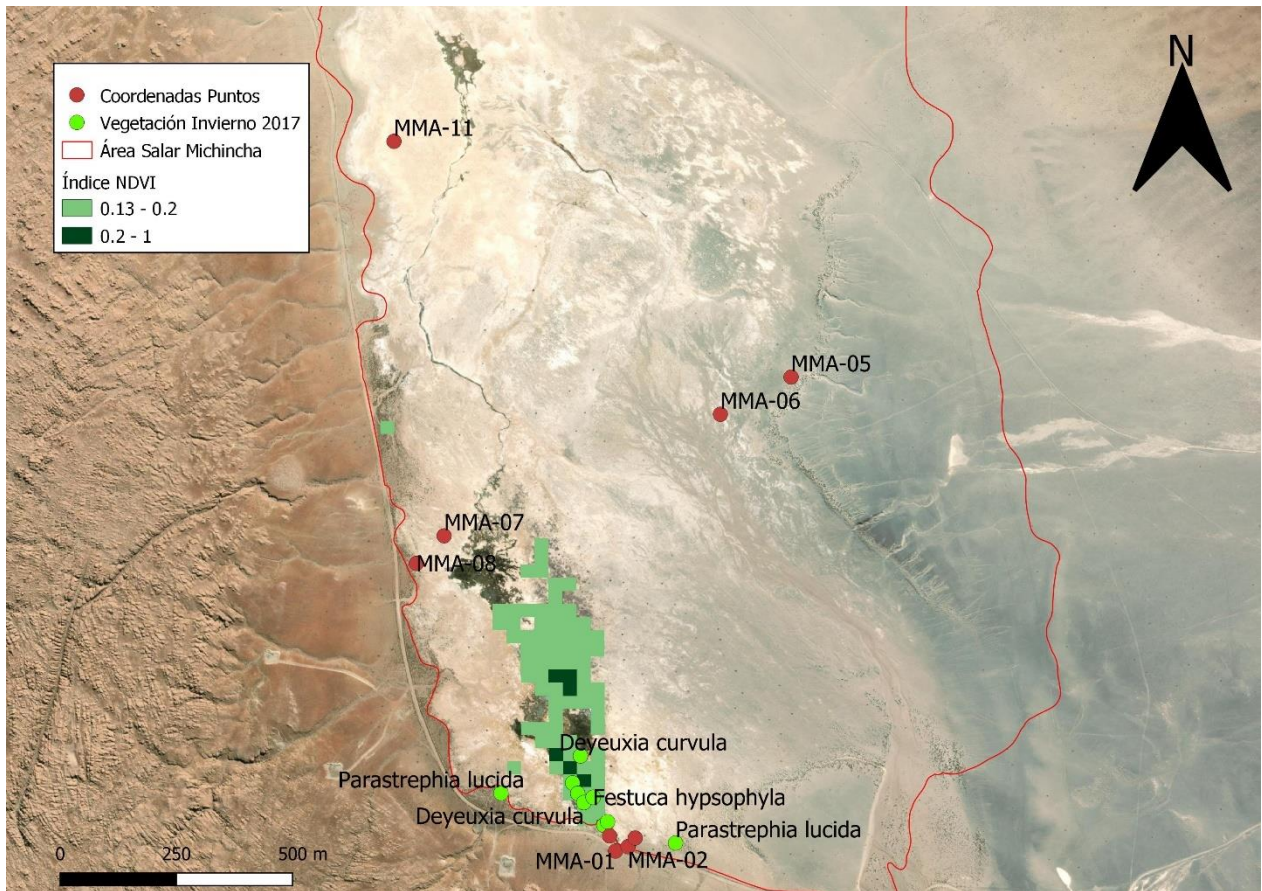 N
Coordenadas Puntos
Vegetación Invierno 2017
Área Salar Michincha
Índice NDVI
0.13 - 0.2
0.2 - 1
MMA-11
MMA-05
MMA-06
MMA-07
MMA-08
Deyeuxia curvula
Parastrephia lucida
Festuca hypsophyla
Deyeuxia curvula
Parastrephia lucida
MMA-01
MMA-02
0 250 500 m